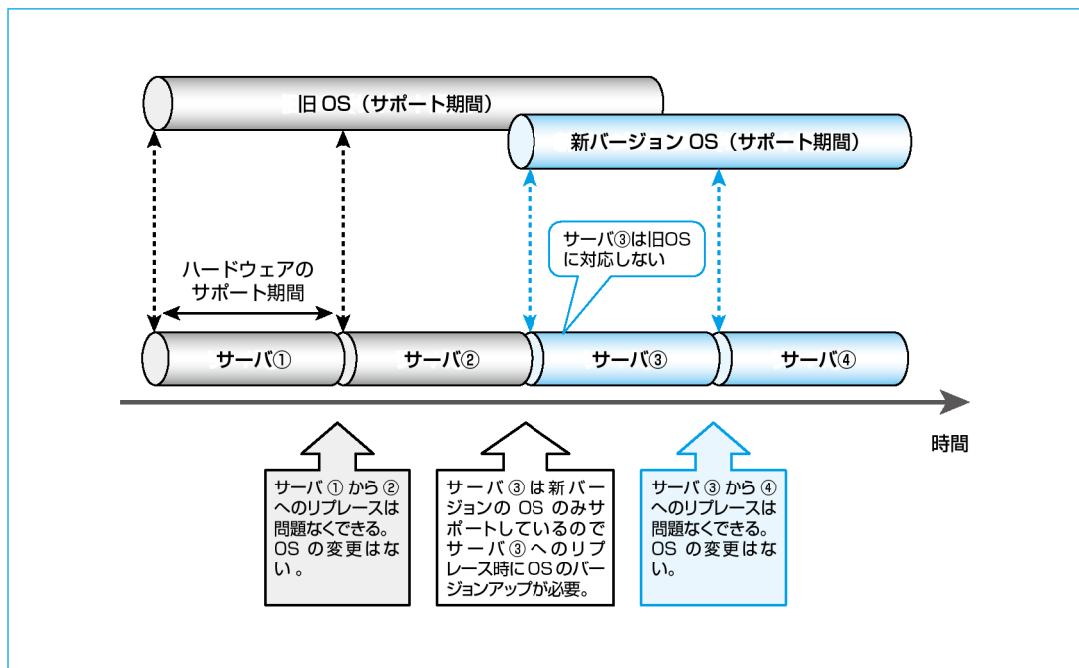 旧 OS（サポート期間）
新バージョン OS（サポート期間）
サーバ③は旧OS
に対応しない
ハードウェアの
サポート期間
サーバ①
サーバ②
サーバ③
サーバ④
時間
サーバ ① から ②
へのリプレースは
問題なくできる。
OS の変更はな
い 。
サーバ ③ は 新 バー
ジョンの OS のみサ
ポートしているので
サーバ ③ へのリプ
レース時にOSのバー
ジョンアップが必要。
サーバ ③ から ④
へのリプレースは
問題なくできる。
OS の変更はな
い。